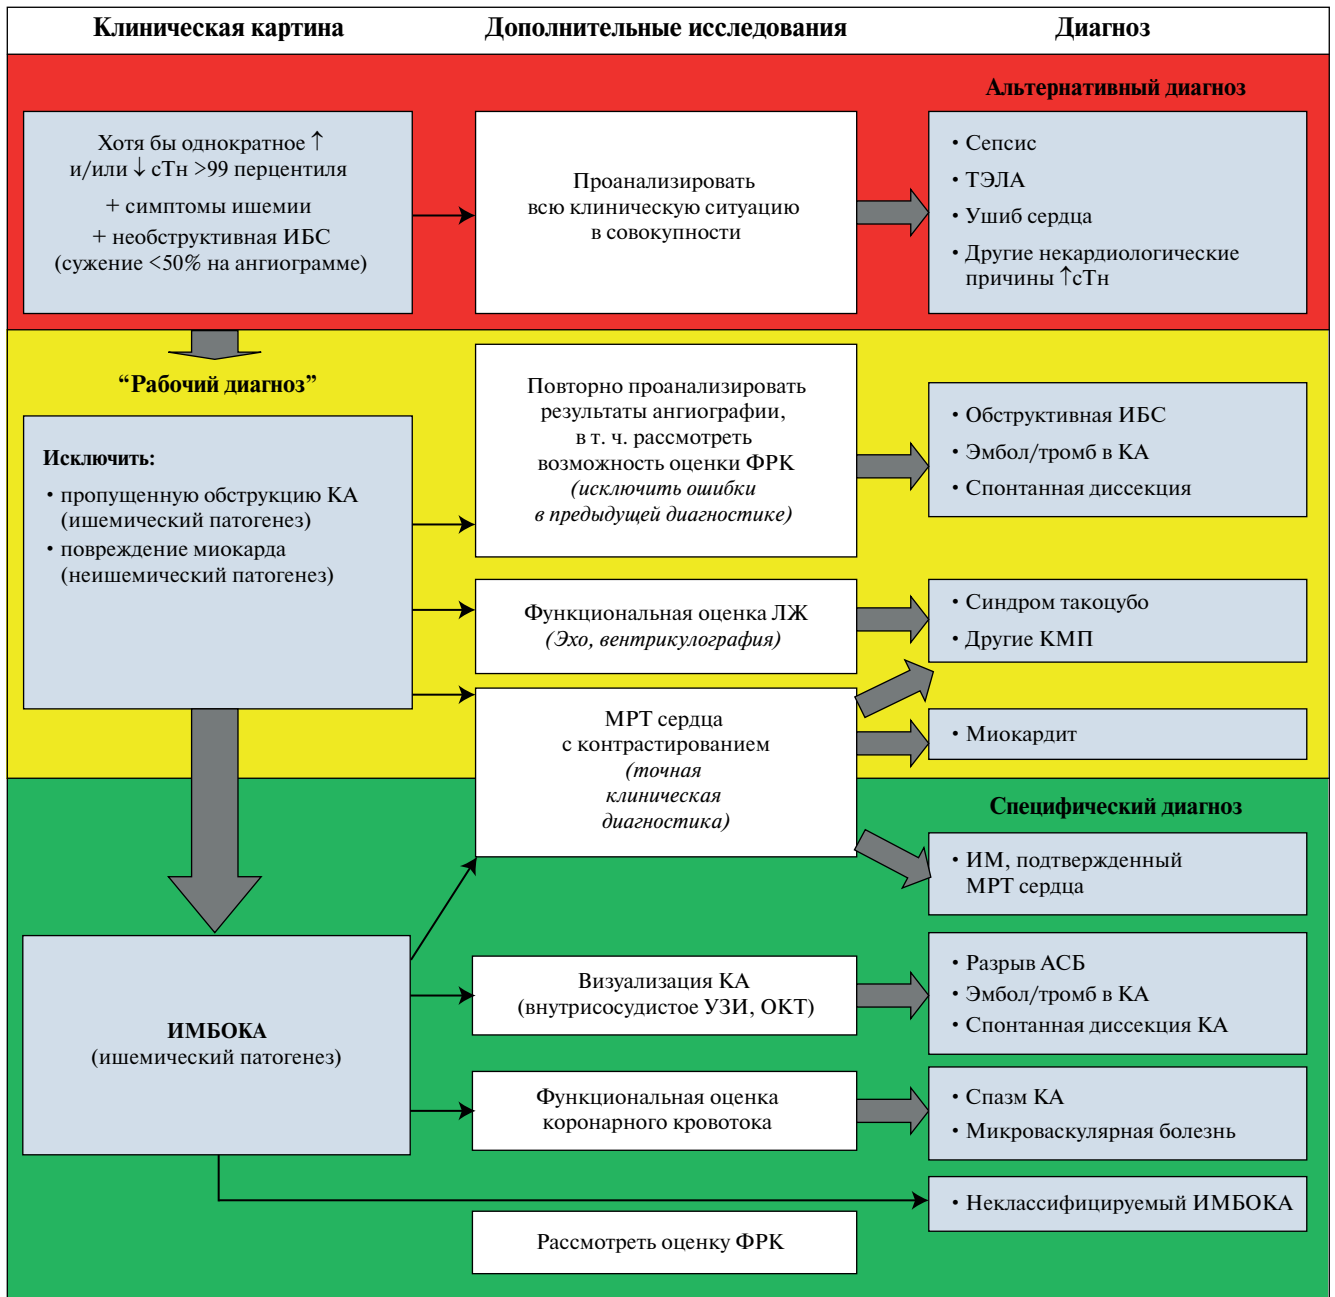 Клиническая картина
Дополнительные исследования
Диагноз
Альтернативный диагноз
Хотя бы однократное ↑
и/или ↓ сТн >99 перцентиля
+ симптомы ишемии
+ необструктивная ИБС
(сужение <50% на ангиограмме)
Проанализировать
всю клиническую ситуацию
в совокупности
• Сепсис
• ТЭЛА
• Ушиб сердца
• Другие некардиологические
причины ↑сТн
“Рабочий диагноз”
Исключить:
• пропущенную обструкцию КА
(ишемический патогенез)
• повреждение миокарда
(неишемический патогенез)
Повторно проанализировать
результаты ангиографии,
в т. ч. рассмотреть
возможность оценки ФРК
(исключить ошибки
в предыдущей диагностике)
• Обструктивная ИБС
• Эмбол/тромб в КА
• Спонтанная диссекция
Функциональная оценка ЛЖ
(Эхо, вентрикулография)
• Синдром такоцубо
• Другие КМП
МРТ сердца
с контрастированием
(точная
клиническая
диагностика)
• Миокардит
Специфический диагноз
• ИМ, подтвержденный
МРТ сердца
ИМБОКА
(ишемический патогенез)
Визуализация КА
(внутрисосудистое УЗИ, ОКТ)
• Разрыв АСБ
• Эмбол/тромб в КА
• Спонтанная диссекция КА
Функциональная оценка
коронарного кровотока
• Спазм КА
• Микроваскулярная болезнь
• Неклассифицируемый ИМБОКА
Рассмотреть оценку ФРК